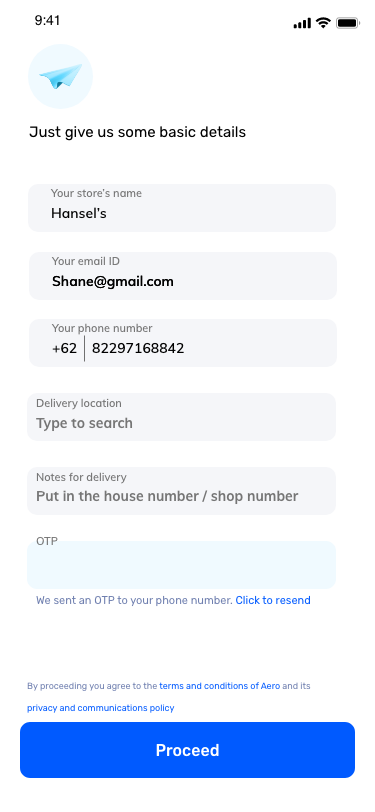 9:41
Just give us some basic details
Your store's name
Hansel's
Your email ID
Shane@gmail.com
Your phone number
+62 82297168842
Delivery location
Type to search
Notes for delivery
Put in the house number / shop number
OTP
We sent an OTP to your phone number. Click to resend
By proceeding you agree to the terms and conditions of Aero and its
privacy and communications policy
Proceed